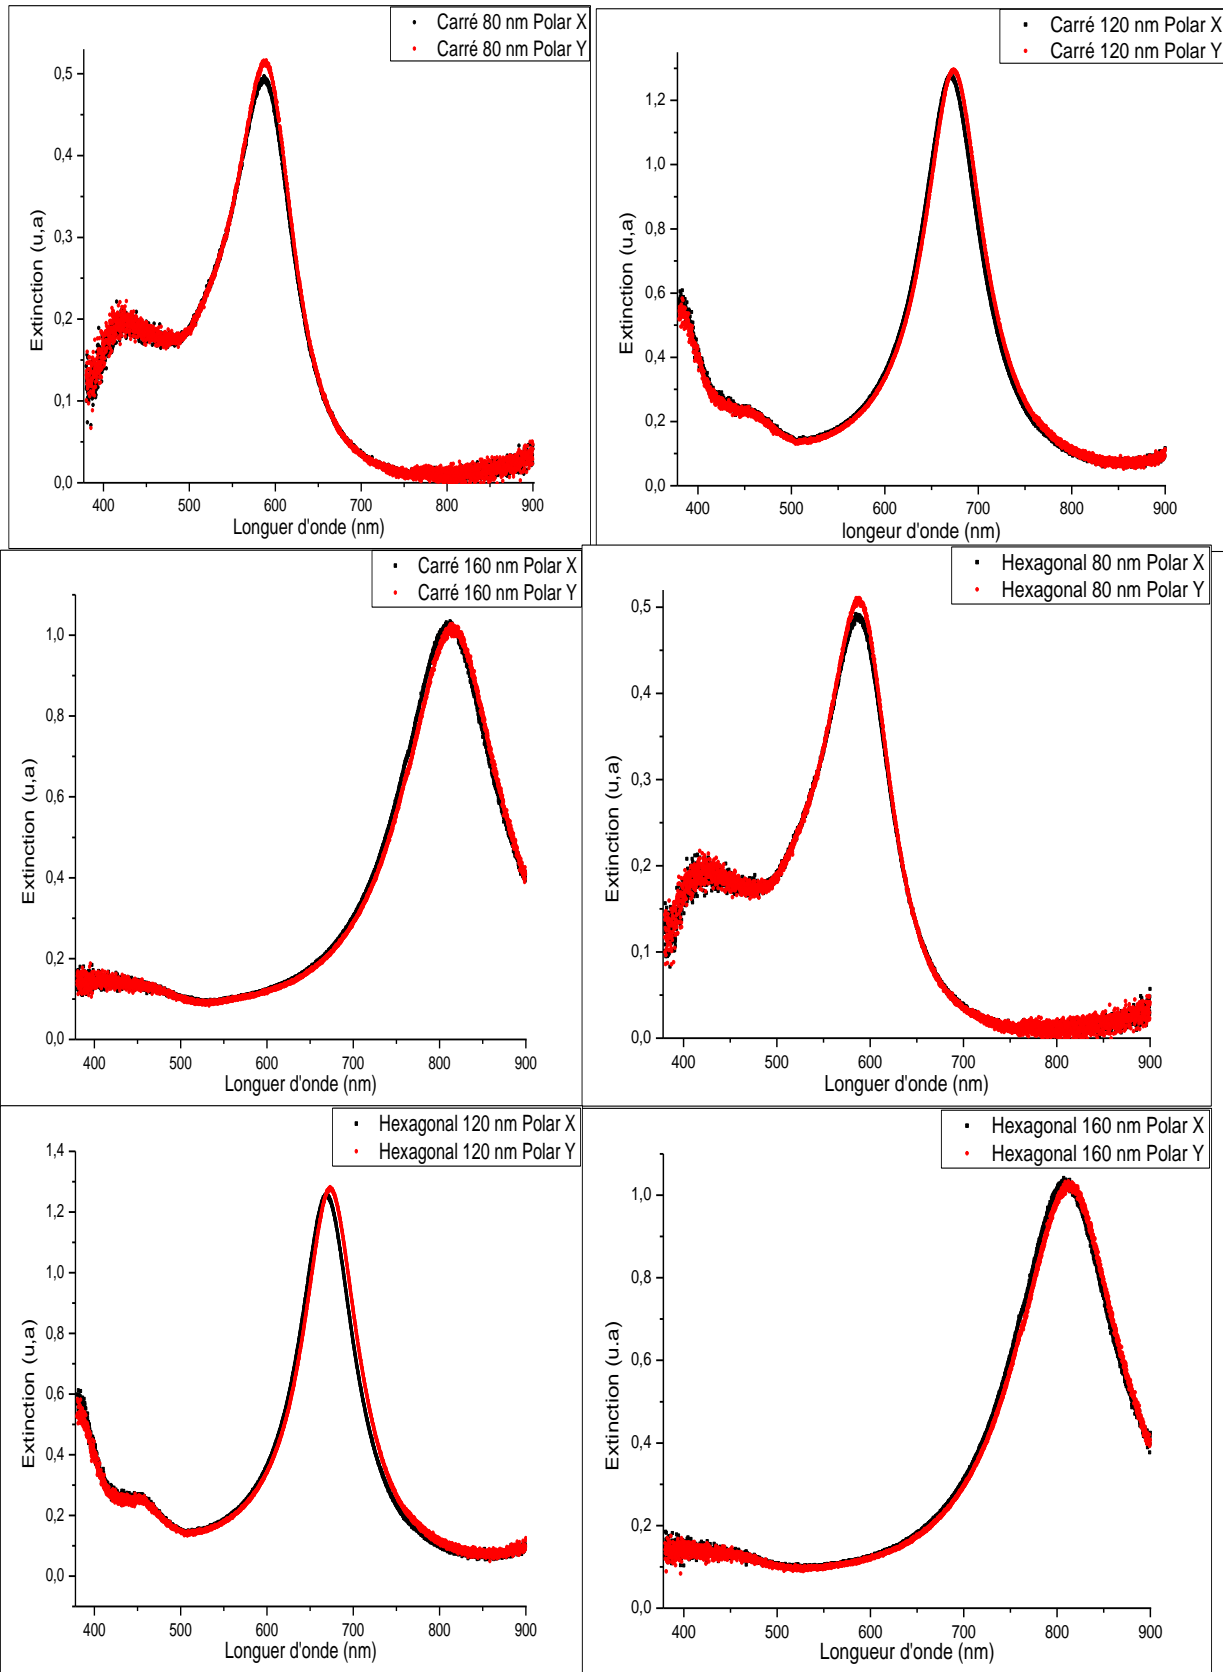 Carré 80 nm Polar X
Carré 80 nm Polar Y
Extinction (u,a)
0,5
0,4
0,3
0,2
0,1
0,0
400 500 600 700 800 900
Longuer d'onde (nm)
Carré 120 nm Polar X
Carré 120 nm Polar Y
Extinction (u,a)
1,2
1,0
0,8
0,6
0,4
0,2
0,0
400 500 600 700 800 900
longeur d'onde (nm)
Carré 160 nm Polar X
Carré 160 nm Polar Y
Extinction (u,a)
1,0
0,8
0,6
0,4
0,2
0,0
400 500 600 700 800 900
Longuer d'onde (nm)
Hexagonal 80 nm Polar X
Hexagonal 80 nm Polar Y
Extinction (u,a)
0,5
0,4
0,3
0,2
0,1
0,0
400 500 600 700 800 900
Longuer d'onde (nm)
Hexagonal 120 nm Polar X
Hexagonal 120 nm Polar Y
Extinction (u,a)
1,4
1,2
1,0
0,8
0,6
0,4
0,2
0,0
400 500 600 700 800 900
Longuer d'onde (nm)
Hexagonal 160 nm Polar X
Hexagonal 160 nm Polar Y
Extinction (u.a)
1,0
0,8
0,6
0,4
0,2
0,0
400 500 600 700 800 900
Longueur d'onde (nm)